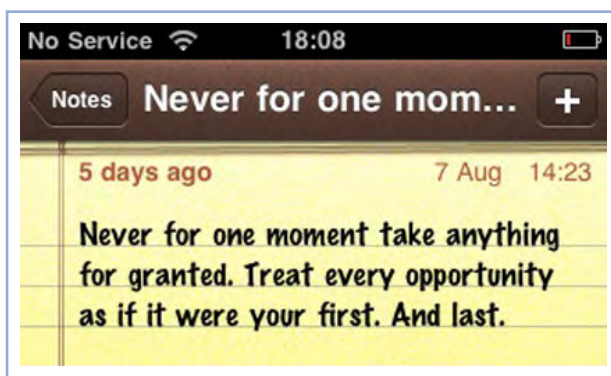 No Service 18:08
Notes Never for one mom... +
5 days ago 7 Aug 14:23
Never for one moment take anything
for granted. Treat every opportunity
as if it were your first. And last.